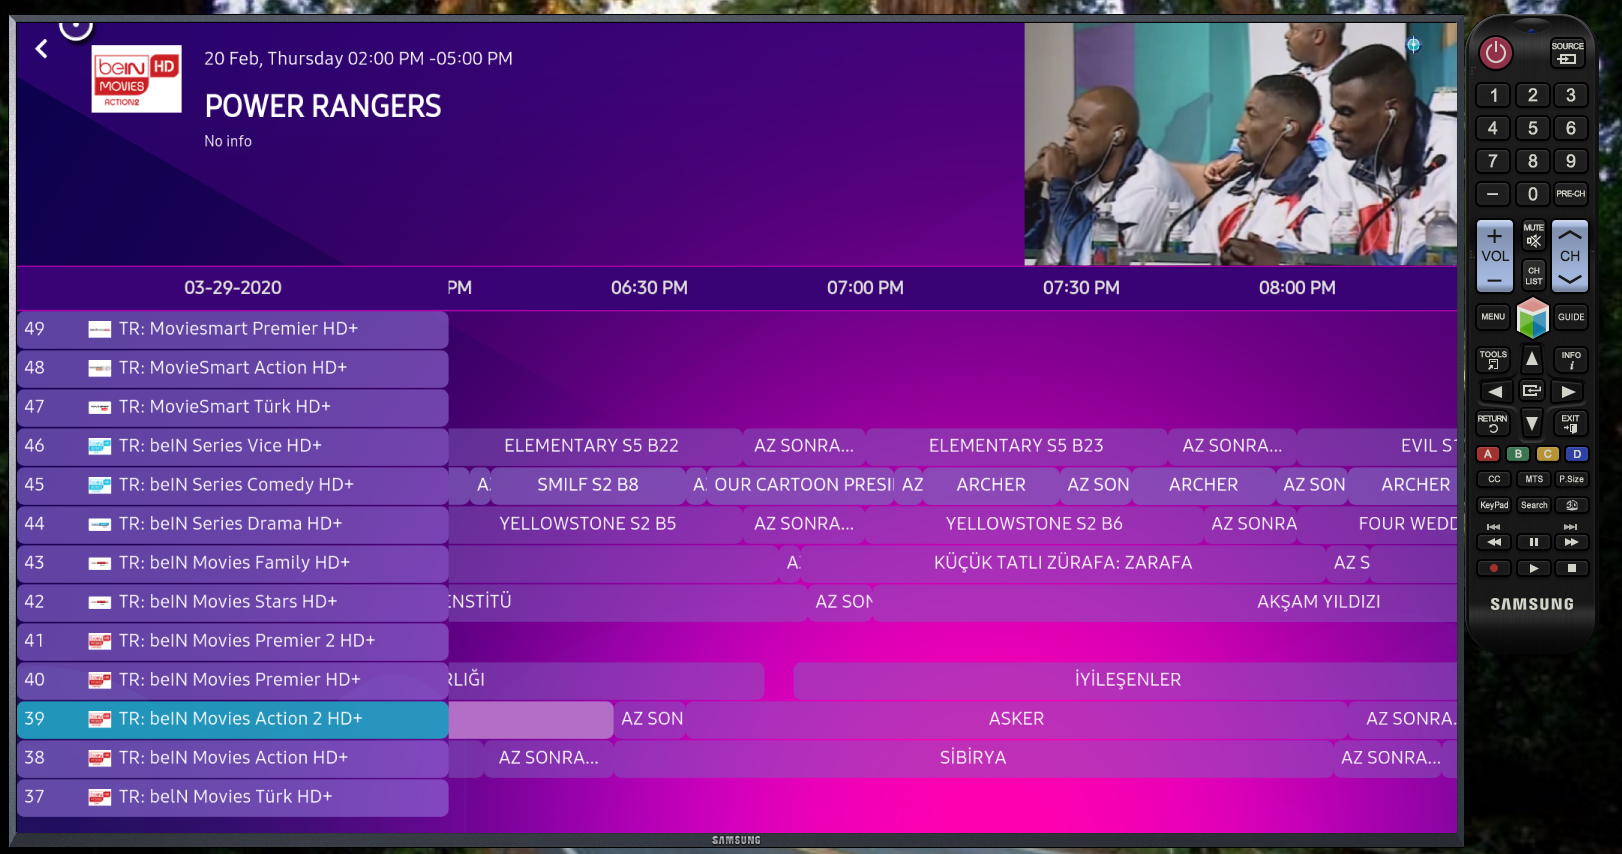 beIN HD
MOVIES
ACTION2
20 Feb, Thursday 02:00 PM -05:00 PM
POWER RANGERS
No info
03-29-2020 PM 06:30 PM 07:00 PM 07:30 PM 08:00 PM
49 TR: Moviesmart Premier HD+
48 TR: MovieSmart Action HD+
47 TR: MovieSmart Türk HD+
46 TR: beIN Series Vice HD+ ELEMENTARY S5 B22 AZ SONRA... ELEMENTARY S5 B23 AZ SONRA... EVIL S1
45 TR: beIN Series Comedy HD+ A SMILF S2 B8 A OUR CARTOON PRESI AZ ARCHER AZ SON ARCHER AZ SON ARCHER
44 TR: beIN Series Drama HD+ YELLOWSTONE S2 B5 AZ SONRA... YELLOWSTONE S2 B6 AZ SONRA FOUR WEDD
43 TR: beIN Movies Family HD+ A KÜÇÜK TATLI ZÜRAFA: ZARAFA AZ S
42 TR: beIN Movies Stars HD+ ENSTİTÜ AZ SON AKŞAM YILDIZI
41 TR: beIN Movies Premier 2 HD+
40 TR: beIN Movies Premier HD+ RLIĞI İYİLEŞENLER
39 TR: beIN Movies Action 2 HD+ AZ SON ASKER AZ SONRA.
38 TR: beIN Movies Action HD+ AZ SONRA... SİBİRYA AZ SONRA...
37 TR: beIN Movies Türk HD+
SAMSUNG
SOURCE
1 2 3
4 5 6
7 8 9
− 0 PRE-CH
+ MUTE
VOL CH
− CH LIST
MENU GUIDE
TOOLS INFO
i
RETURN EXIT
A B C D
CC MTS P.Size
KeyPad Search 3D
SAMSUNG